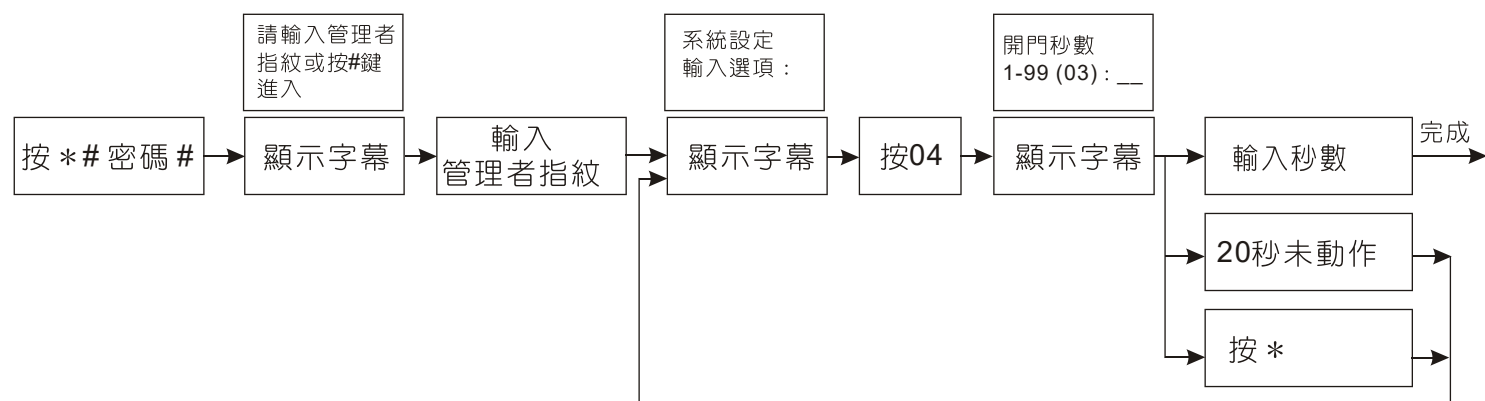 請輸入管理者
指紋或按#鍵
進入
系統設定
輸入選項：
開門秒數
1-99 (03) : __
按＊# 密碼 #
顯示字幕
輸入
管理者指紋
顯示字幕
按04
顯示字幕
輸入秒數
完成
20秒未動作
按＊